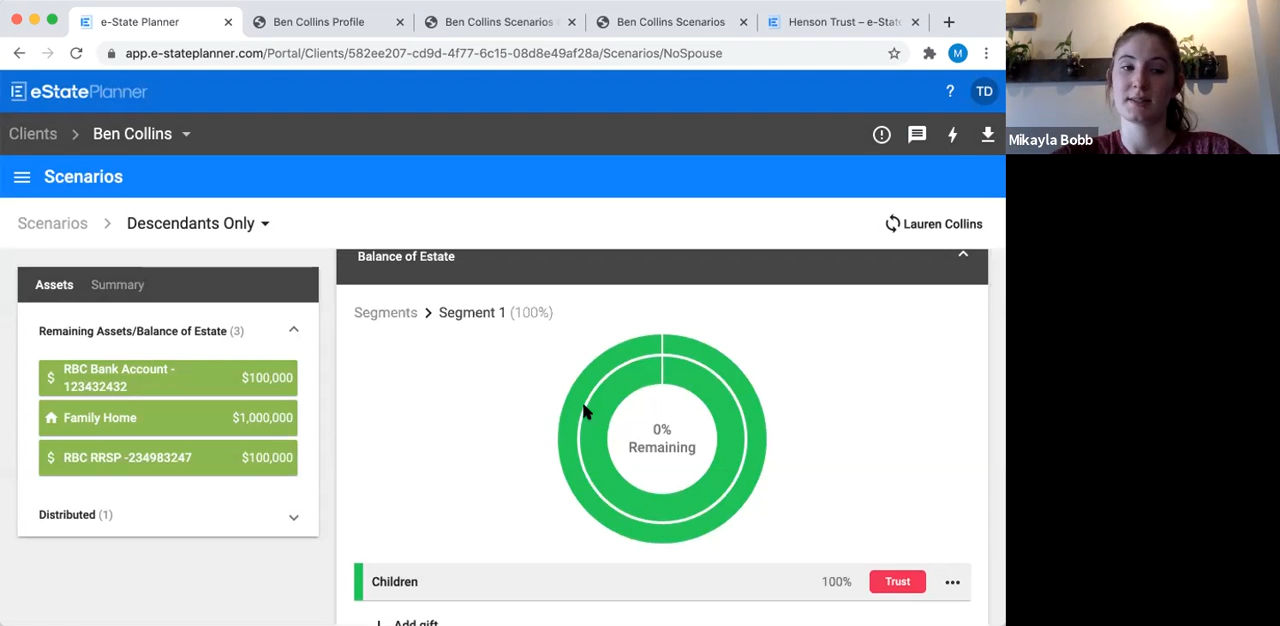 e-State Planner
Ben Collins Profile
Ben Collins Scenarios
Ben Collins Scenarios
Henson Trust – e-State
app.e-stateplanner.com/Portal/Clients/582ee207-cd9d-4f77-6c15-08d8e49af28a/Scenarios/NoSpouse
M
eStatePlanner
?
TD
Clients > Ben Collins
Mikayla Bobb
Scenarios
Scenarios > Descendants Only
Lauren Collins
Assets Summary
Balance of Estate
Segments > Segment 1 (100%)
Remaining Assets/Balance of Estate (3)
$ RBC Bank Account -
123432432
$100,000
Family Home $1,000,000
$ RBC RRSP -234983247 $100,000
Distributed (1)
0%
Remaining
Children 100% Trust ...
Add gift